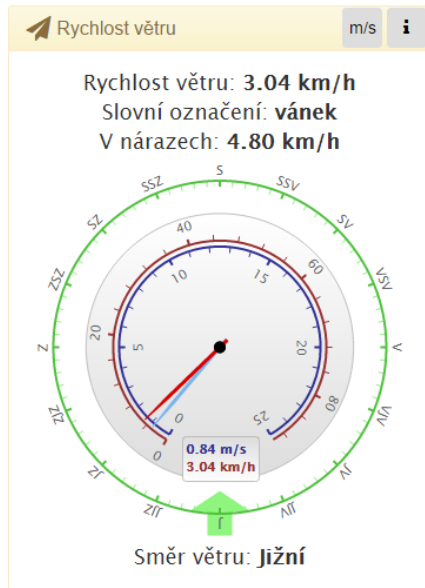 Rychlost větru
m/s
i
Rychlost větru: 3.04 km/h
Slovní označení: vánek
V nárazech: 4.80 km/h
S
SSV
SV
VSV
V
VJV
JV
JJV
J
JJZ
JZ
ZJZ
Z
ZSZ
SZ
SSZ
0
20
40
60
80
0
5
10
15
20
25
0.84 m/s
3.04 km/h
Směr větru: Jižní